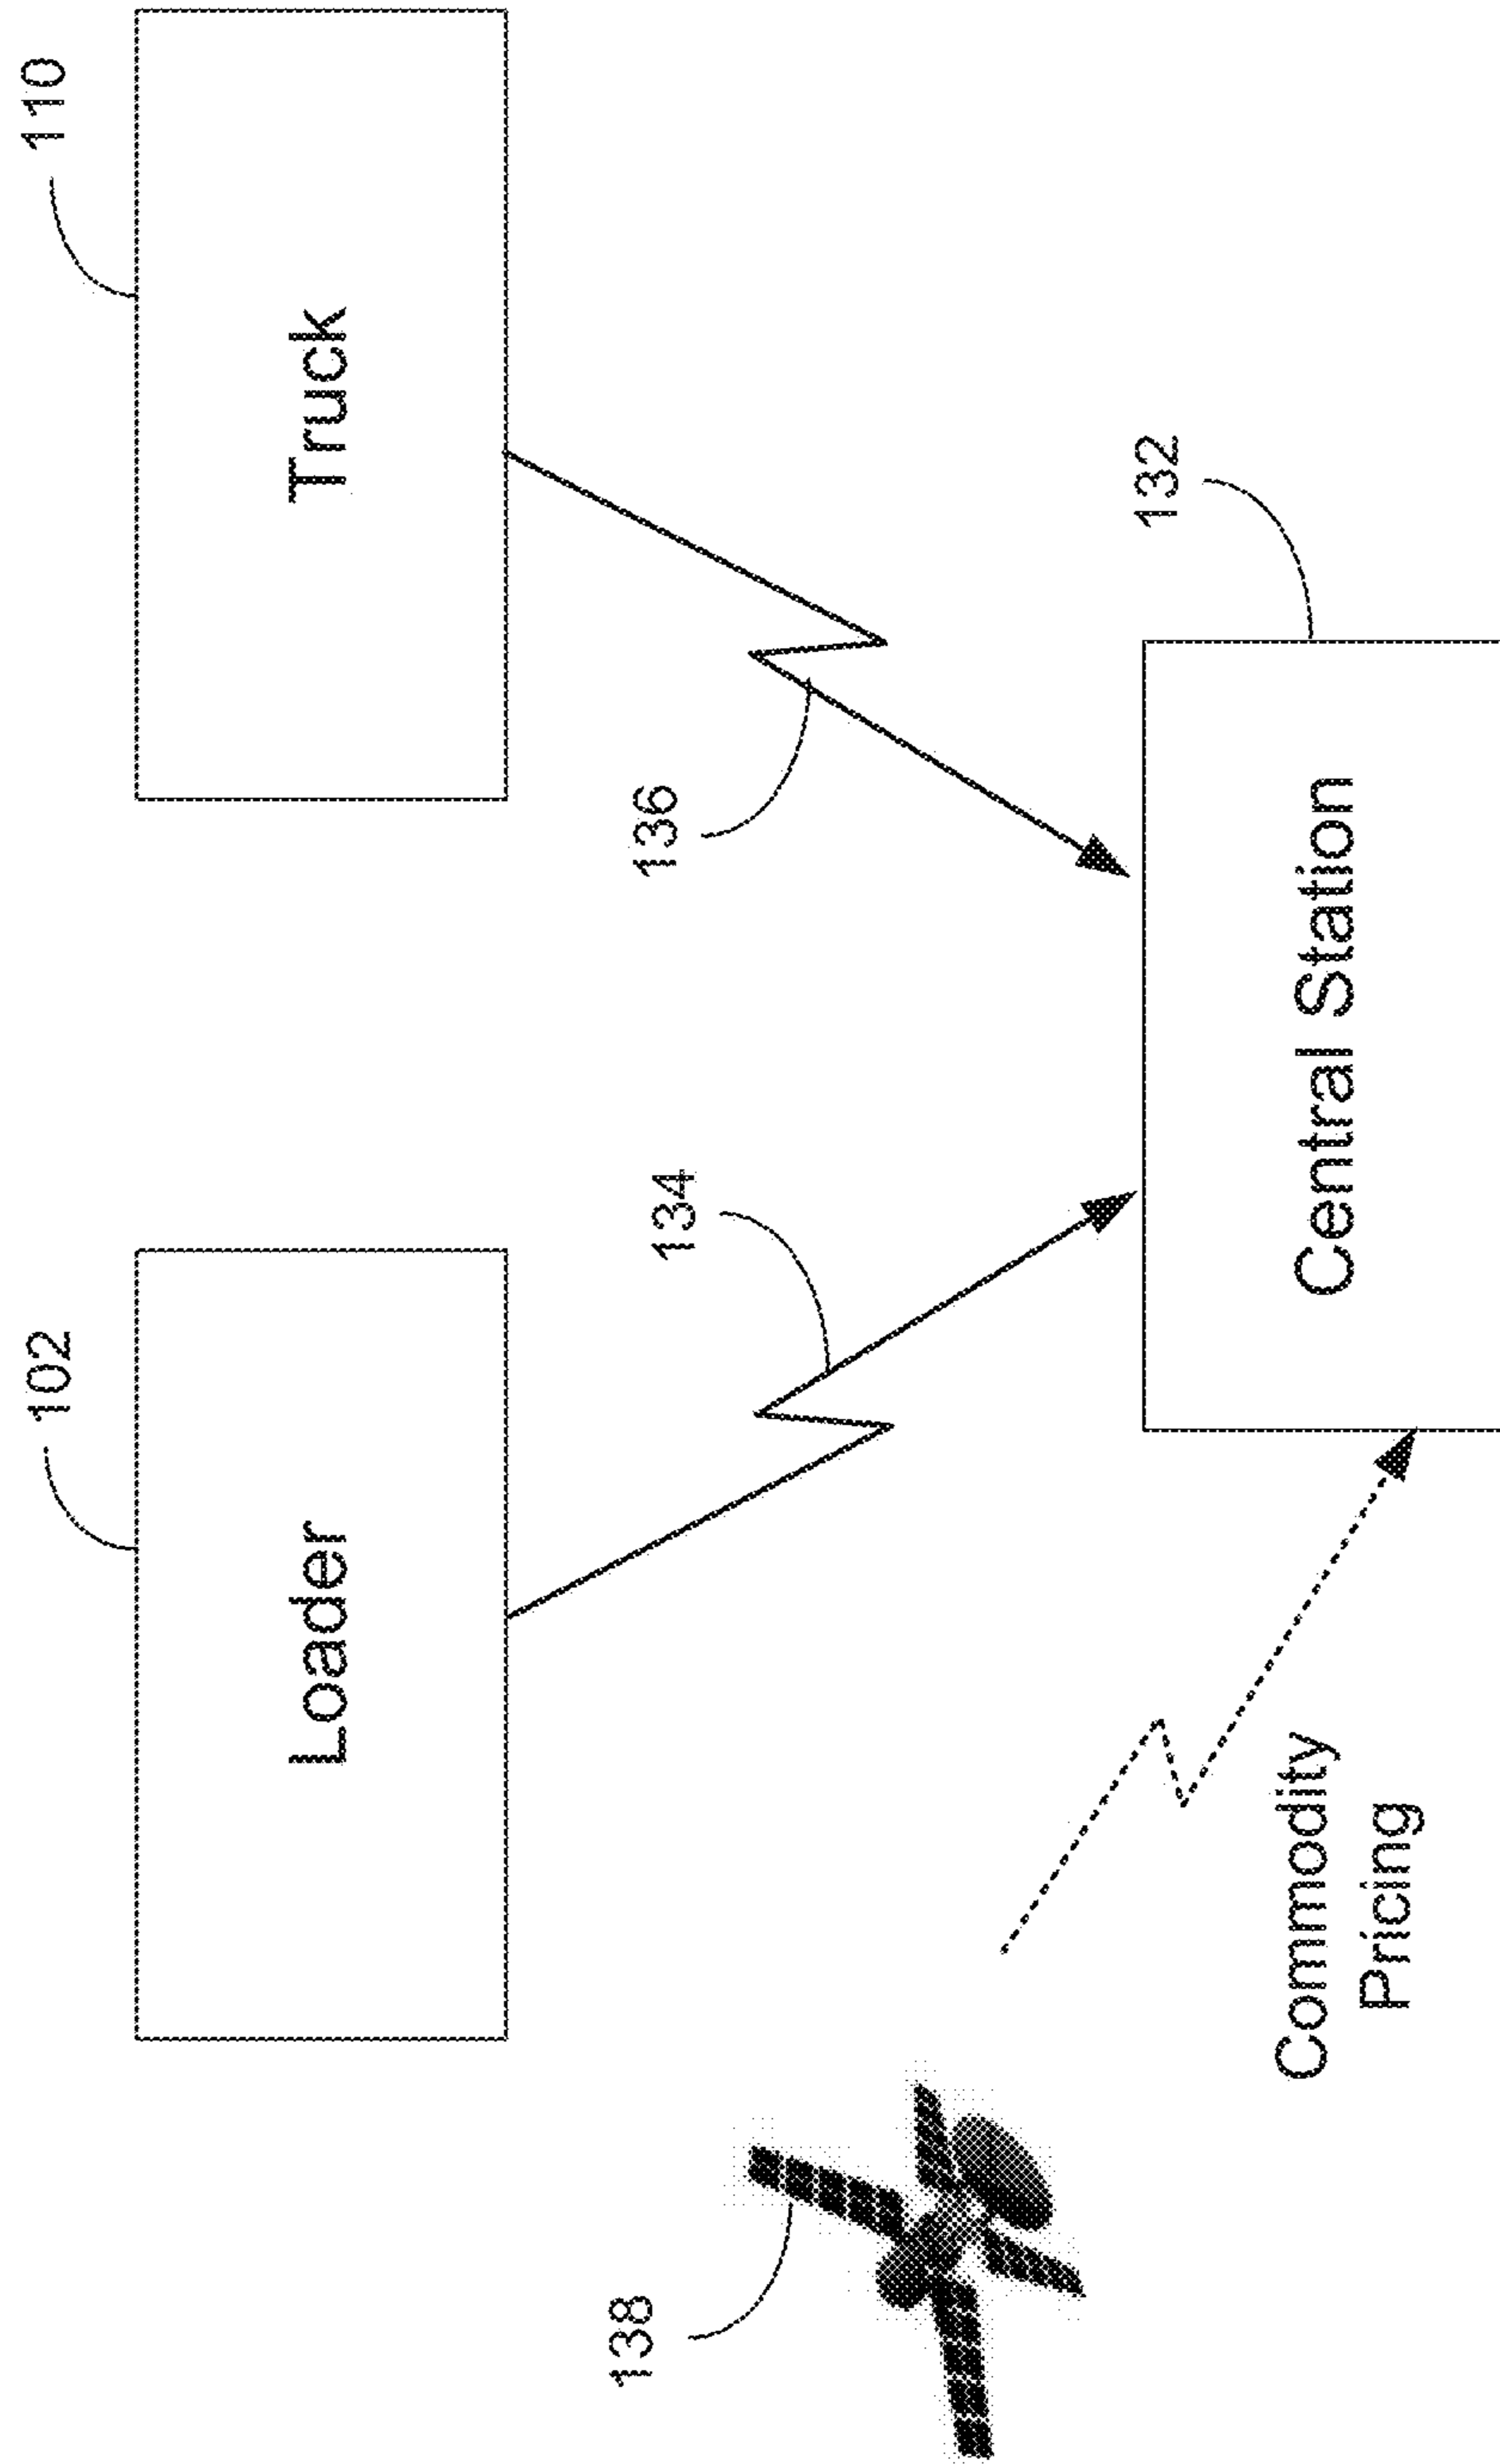 102
110
Loader
Truck
138
134
136
132
Commodity
Pricing
Central Station